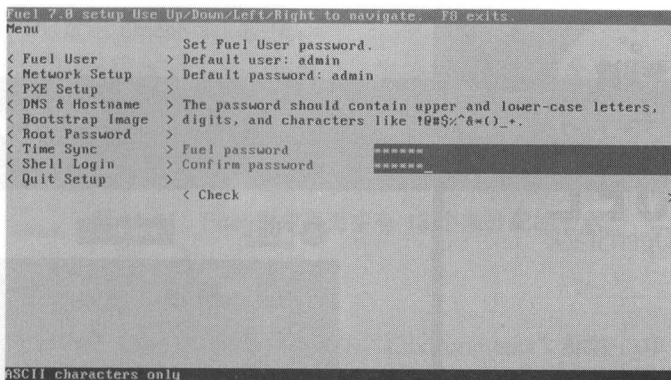 Fuel 7.0 setup Use Up/Down/Left/Right to navigate.  F8 exits.
Menu
Set Fuel User password.
< Fuel User > Default user: admin
< Network Setup > Default password: admin
< PXE Setup >
< DNS & Hostname > The password should contain upper and lower-case letters,
< Bootstrap Image > digits, and characters like !@#$%^&*()_+.
< Root Password >
< Time Sync > Fuel password ******
< Shell Login > Confirm password ******_
< Quit Setup >
< Check >
ASCII characters only